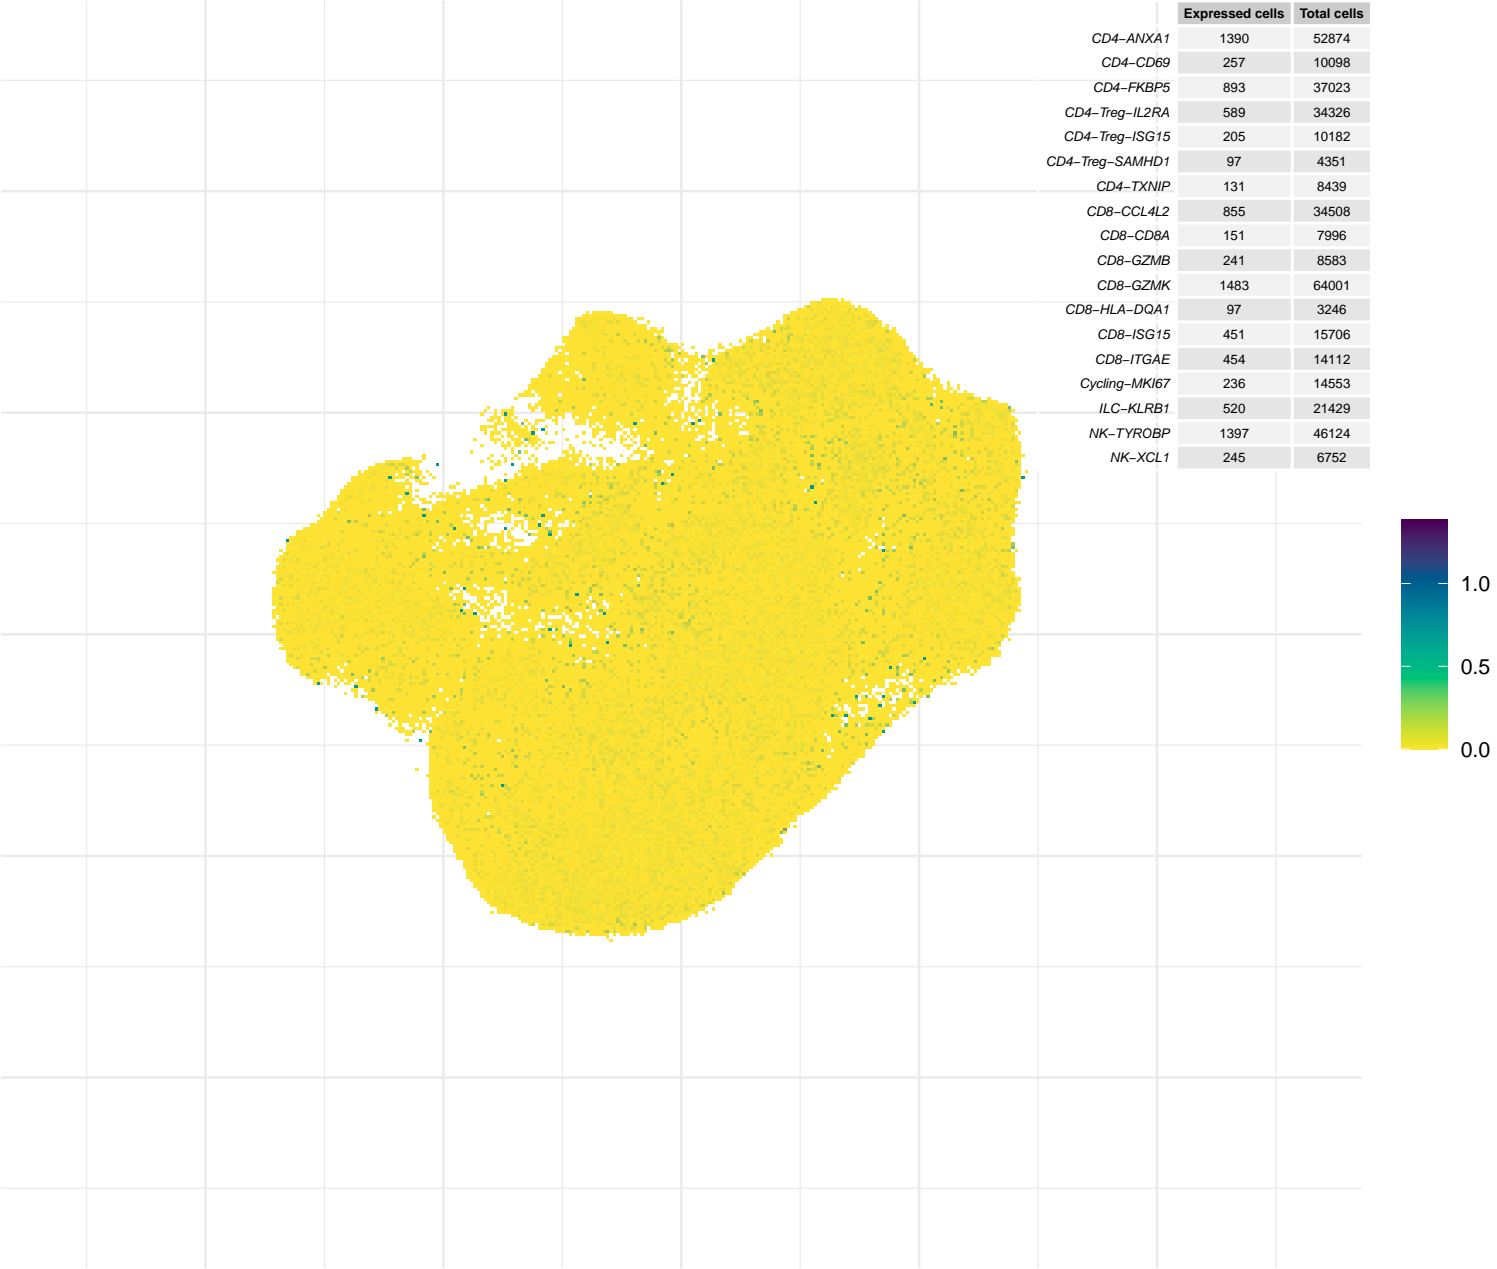 Expressed cells Total cells
CD4−ANXA1 1390 52874
CD4−CD69 257 10098
CD4−FKBP5 893 37023
CD4−Treg−IL2RA 589 34326
CD4−Treg−ISG15 205 10182
CD4−Treg−SAMHD1 97 4351
CD4−TXNIP 131 8439
CD8−CCL4L2 855 34508
CD8−CD8A 151 7996
CD8−GZMB 241 8583
CD8−GZMK 1483 64001
CD8−HLA−DQA1 97 3246
CD8−ISG15 451 15706
CD8−ITGAE 454 14112
Cycling−MKI67 236 14553
ILC−KLRB1 520 21429
NK−TYROBP 1397 46124
NK−XCL1 245 6752
1.0
0.5
0.0